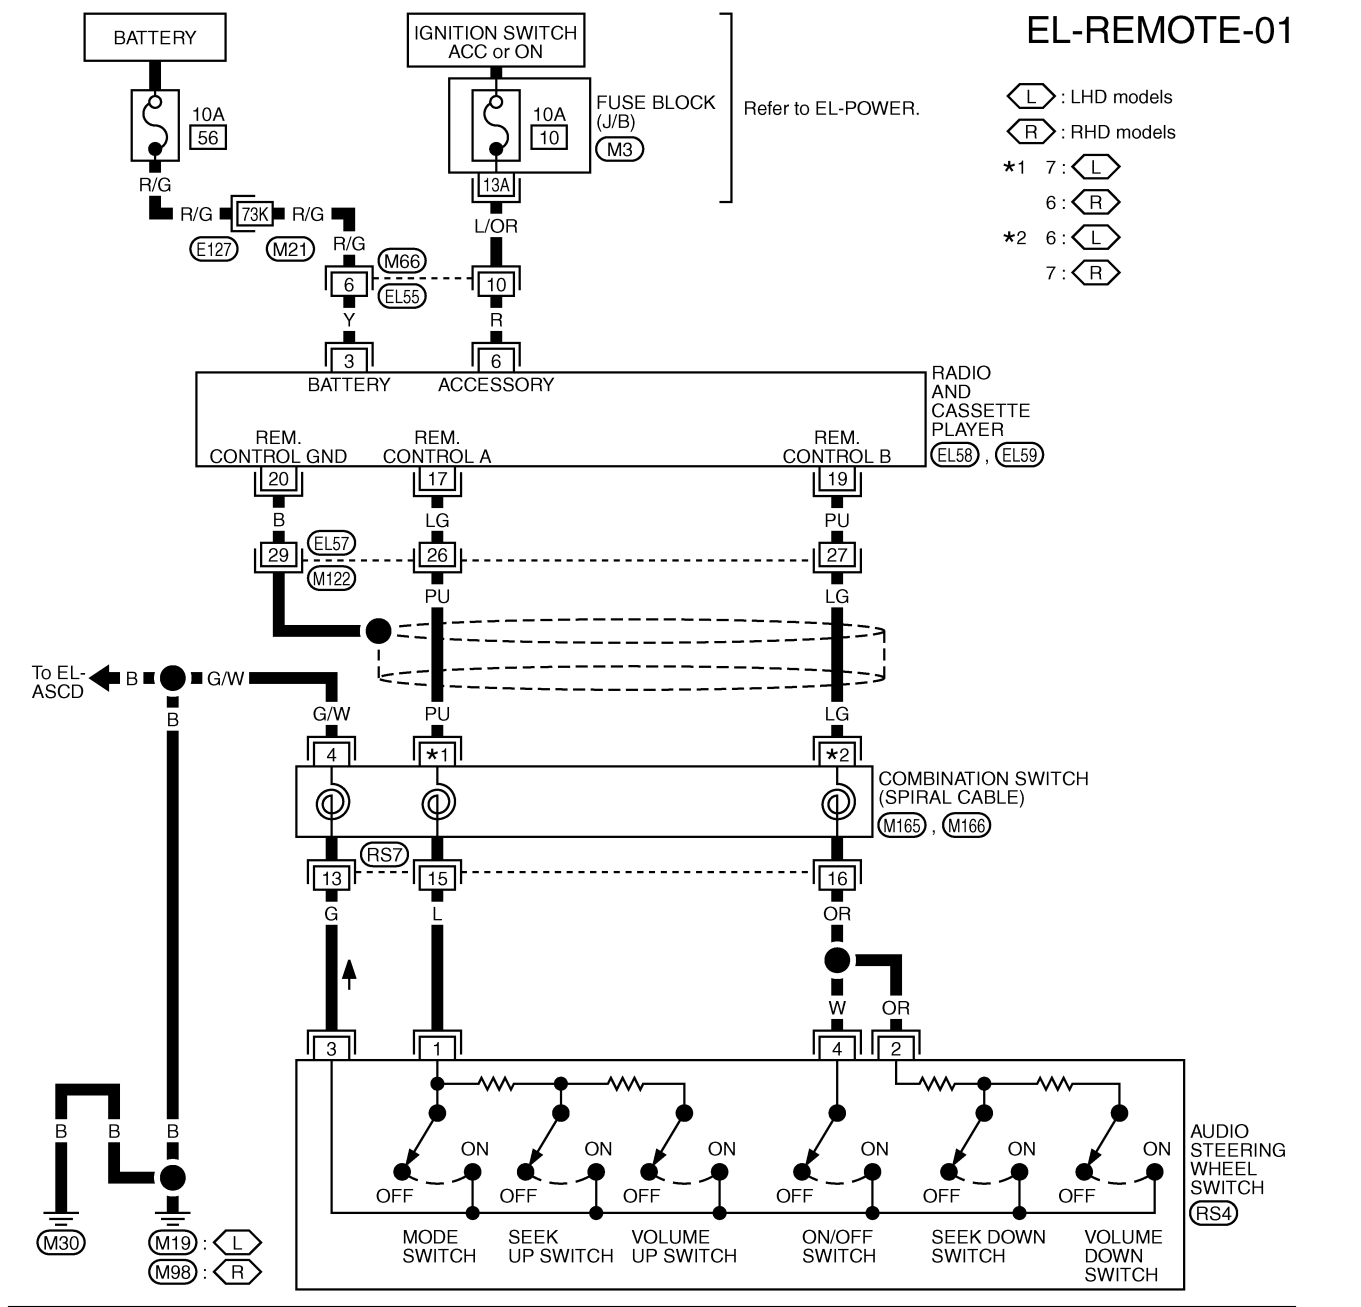 EL-REMOTE-01
BATTERY
IGNITION SWITCH
ACC or ON
10A
56
10A
10
FUSE BLOCK
(J/B)
M3
Refer to EL-POWER.
L : LHD models
R : RHD models
*1 7 : L
6 : R
*2 6 : L
7 : R
13A
R/G
R/G
73K
R/G
L/OR
E127
M21
R/G
M66
6
10
EL55
Y
R
3
6
BATTERY
ACCESSORY
RADIO
AND
CASSETTE
PLAYER
EL58 , EL59
REM.
CONTROL GND
REM.
CONTROL A
REM.
CONTROL B
20
17
19
B
LG
PU
29
EL57
26
27
M122
PU
LG
To EL-
ASCD
B
G/W
B
G/W
PU
LG
4
*1
*2
COMBINATION SWITCH
(SPIRAL CABLE)
M165 , M166
RS7
13
15
16
G
L
OR
W
OR
3
1
4
2
B
B
B
ON
ON
ON
ON
ON
ON
OFF
OFF
OFF
OFF
OFF
OFF
AUDIO
STEERING
WHEEL
SWITCH
RS4
MODE
SWITCH
SEEK
UP SWITCH
VOLUME
UP SWITCH
ON/OFF
SWITCH
SEEK DOWN
SWITCH
VOLUME
DOWN
SWITCH
M30
M19 : L
M98 : R